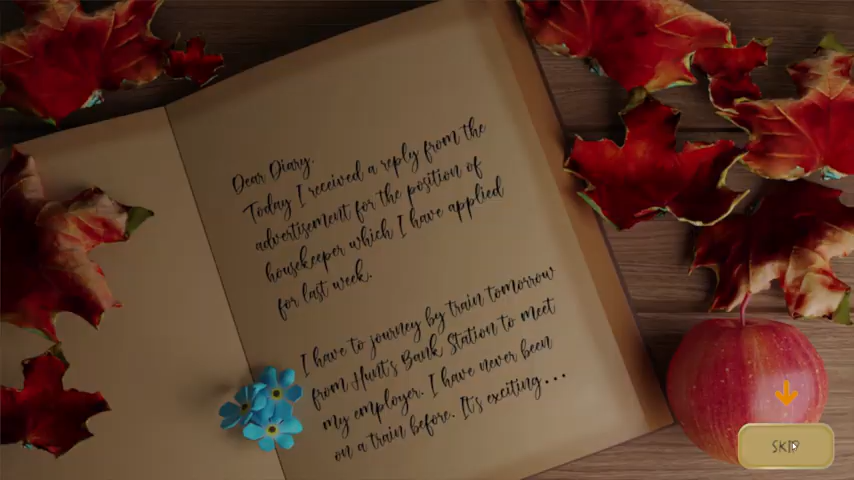 Dear Diary.
Today I received a reply from the
advertisement for the position of
housekeeper which I have applied
for last week.
I have to journey by train tomorrow
from Hunt's Bank Station to meet
my employer. I have never been
on a train before. It's exciting...
SKIP